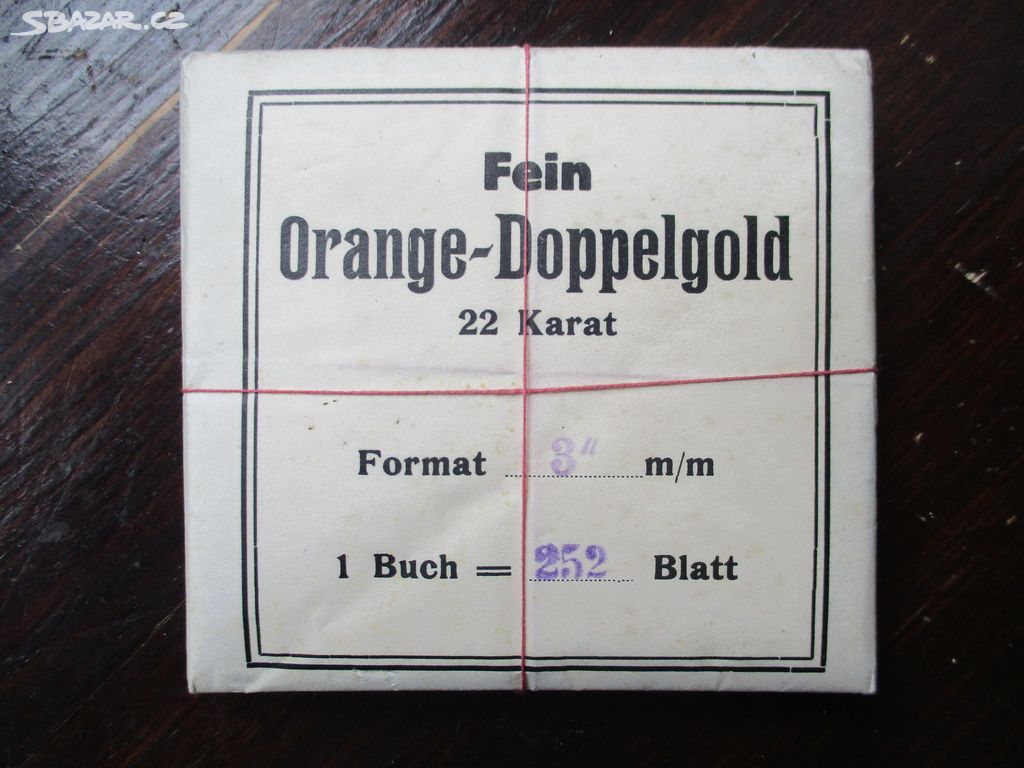 SBAZAR.CZ
Fein
Orange-Doppelgold
22 Karat
Format 3" m/m
1 Buch = 252 Blatt